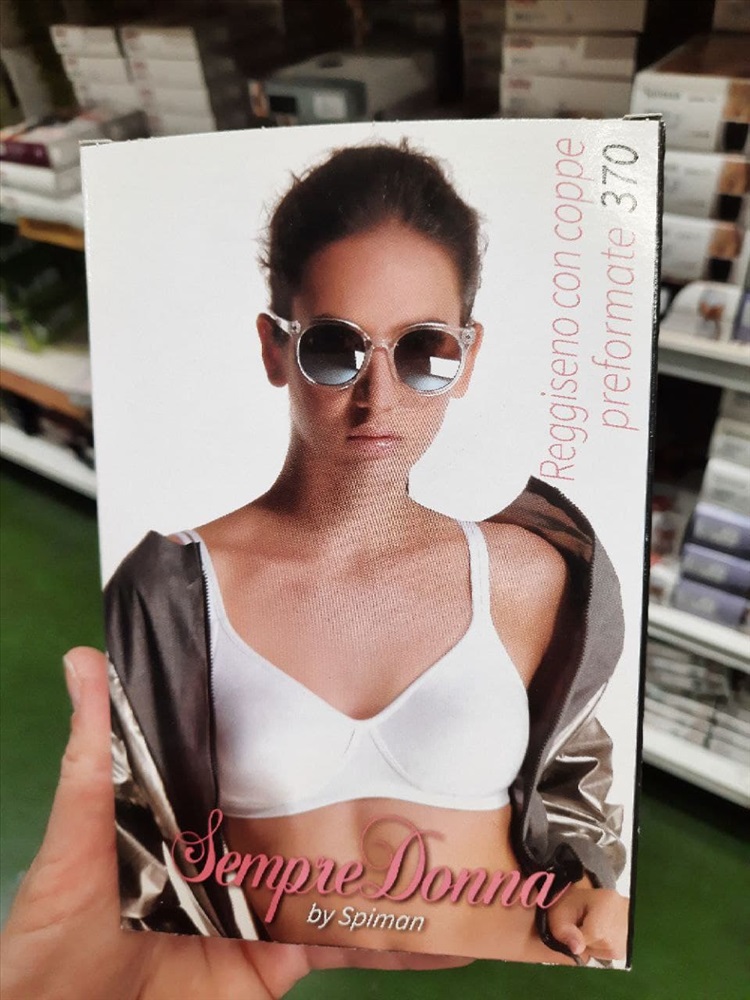 Reggiseno con coppe
preformate 370
Sempre Donna
by Spiman